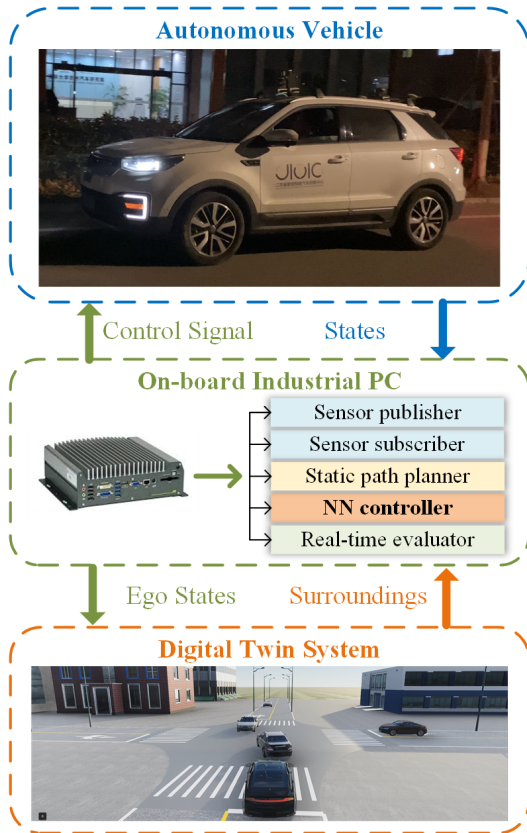 Autonomous Vehicle
JIUIC
Control Signal
States
On-board Industrial PC
Sensor publisher
Sensor subscriber
Static path planner
NN controller
Real-time evaluator
Ego States
Surroundings
Digital Twin System